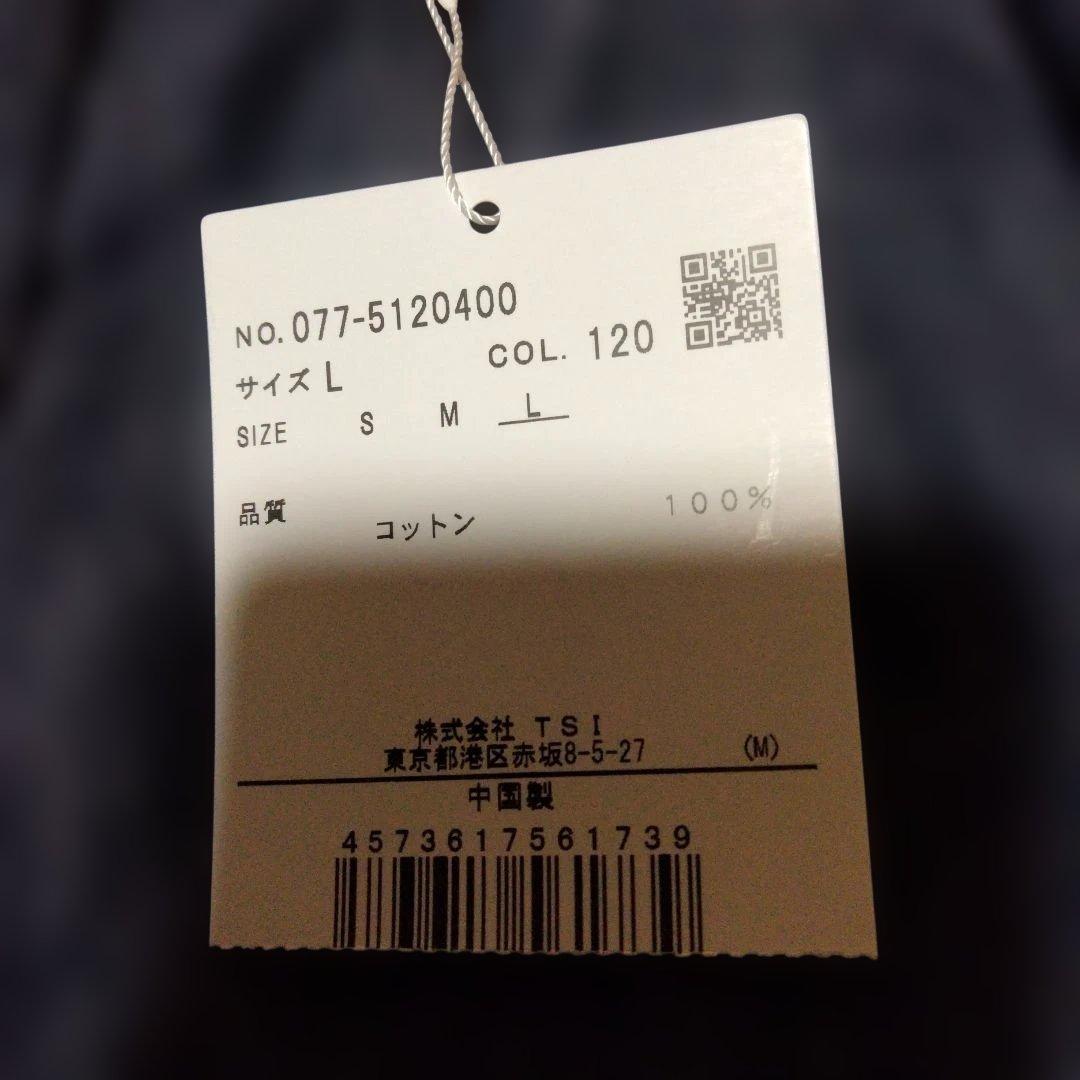 NO. 077-5120400
COL. 120
サイズ L
SIZE S M L
品質 コットン 100%
株式会社 TSI
東京都港区赤坂8-5-27 (M)
中国製
4573617561739